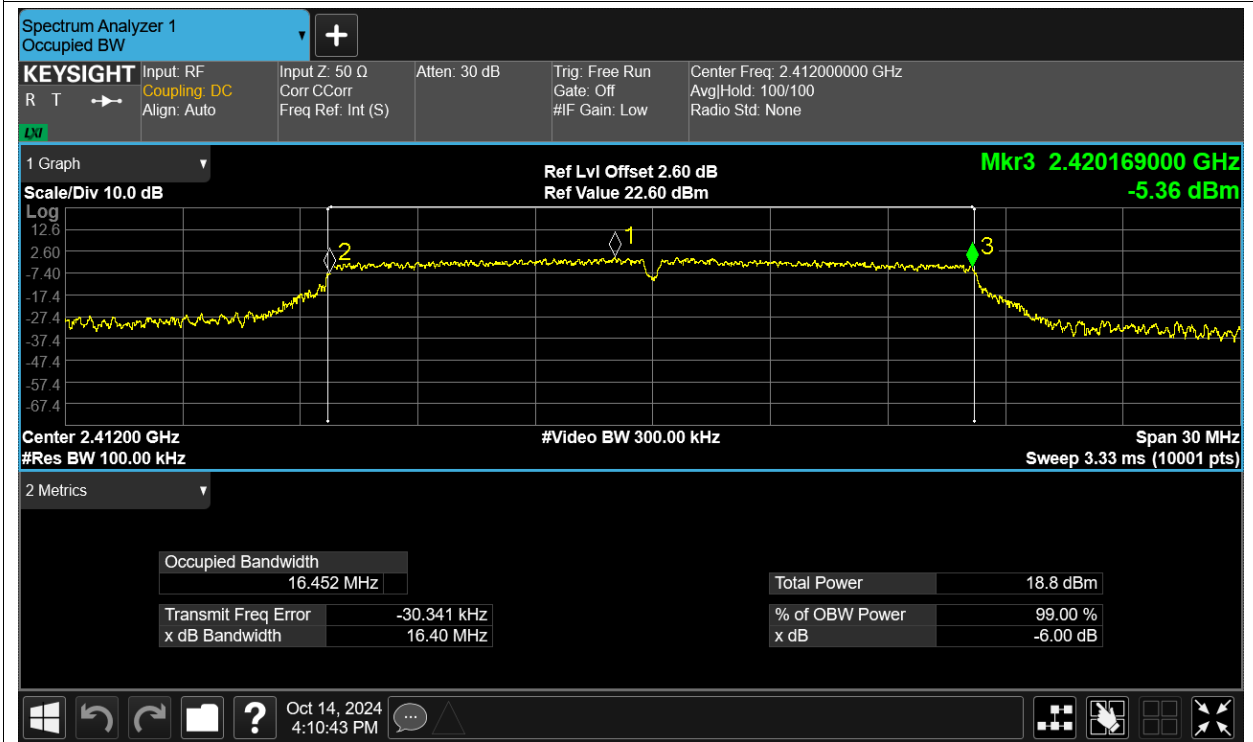 Spectrum Analyzer 1
Occupied BW
+
KEYSIGHT Input: RF Input Z: 50 Ω Atten: 30 dB Trig: Free Run Center Freq: 2.412000000 GHz
R T Coupling: DC Corr CCorr Gate: Off Avg|Hold: 100/100
Align: Auto Freq Ref: Int (S) #IF Gain: Low Radio Std: None
LXI
1 Graph Ref Lvl Offset 2.60 dB Mkr3 2.420169000 GHz
Scale/Div 10.0 dB Ref Value 22.60 dBm -5.36 dBm
Log
12.6
2.60
-7.40
-17.4
-27.4
-37.4
-47.4
-57.4
-67.4
1
2
3
Center 2.41200 GHz #Video BW 300.00 kHz Span 30 MHz
#Res BW 100.00 kHz Sweep 3.33 ms (10001 pts)
2 Metrics
Occupied Bandwidth
16.452 MHz Total Power 18.8 dBm
Transmit Freq Error -30.341 kHz % of OBW Power 99.00 %
x dB Bandwidth 16.40 MHz x dB -6.00 dB
? Oct 14, 2024
4:10:43 PM